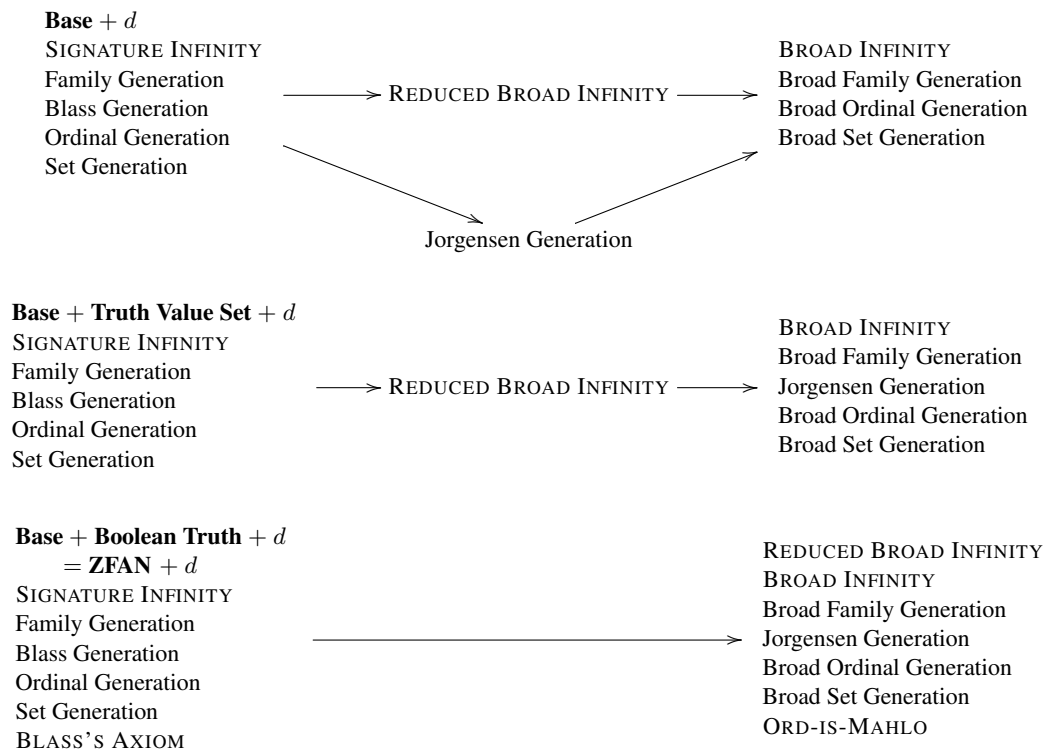 Base + d
SIGNATURE INFINITY
Family Generation
Blass Generation
Ordinal Generation
Set Generation
REDUCED BROAD INFINITY
BROAD INFINITY
Broad Family Generation
Broad Ordinal Generation
Broad Set Generation
Jorgensen Generation
Base + Truth Value Set + d
SIGNATURE INFINITY
Family Generation
Blass Generation
Ordinal Generation
Set Generation
REDUCED BROAD INFINITY
BROAD INFINITY
Broad Family Generation
Jorgensen Generation
Broad Ordinal Generation
Broad Set Generation
Base + Boolean Truth + d
= ZFAN + d
SIGNATURE INFINITY
Family Generation
Blass Generation
Ordinal Generation
Set Generation
BLASS'S AXIOM
REDUCED BROAD INFINITY
BROAD INFINITY
Broad Family Generation
Jorgensen Generation
Broad Ordinal Generation
Broad Set Generation
ORD-IS-MAHLO